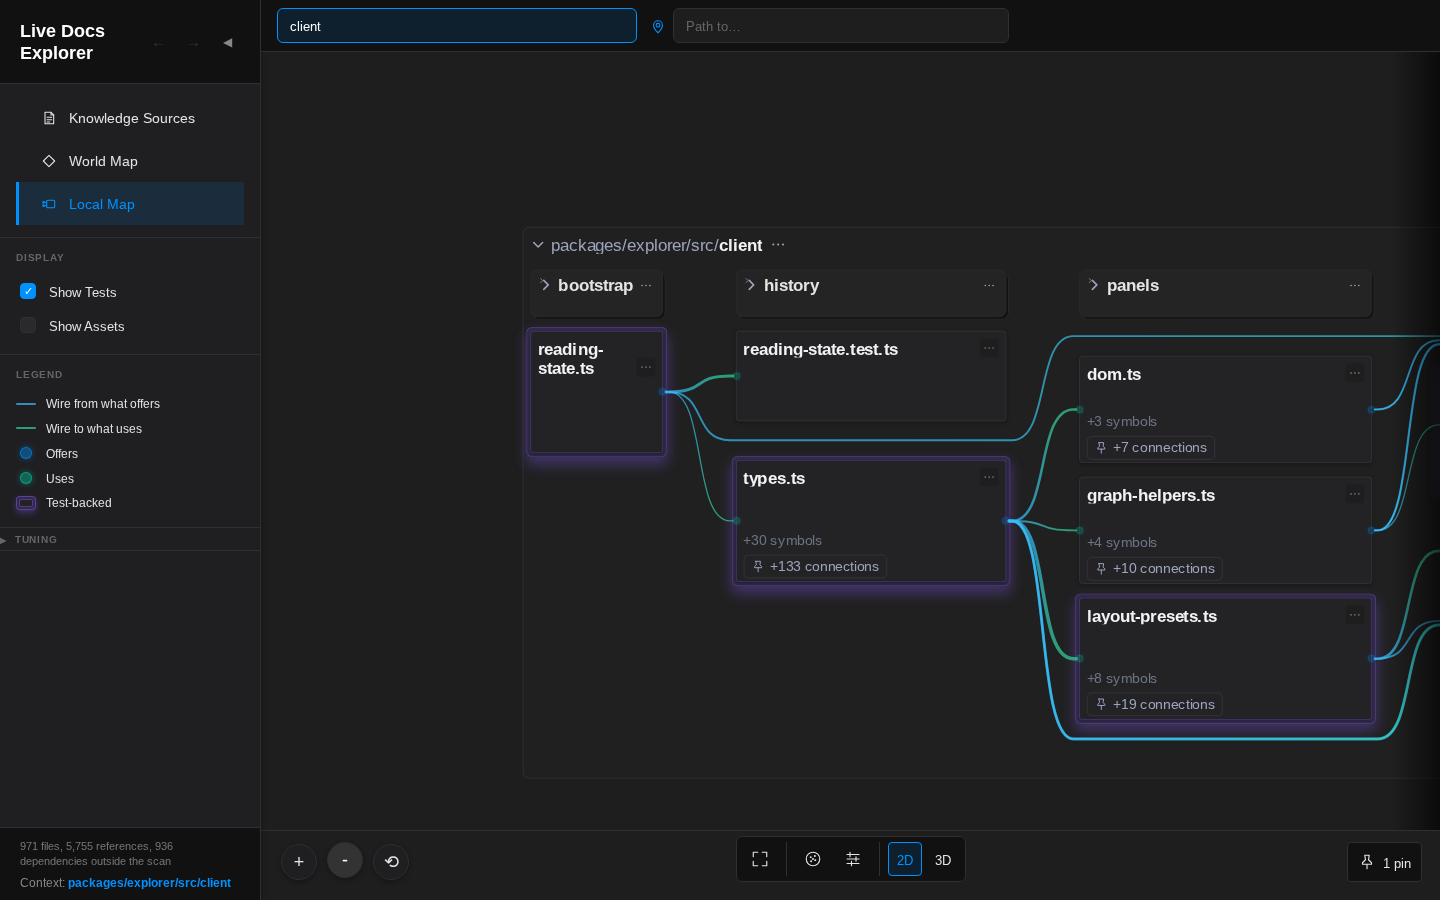 Live Docs
Explorer
← → ◀
client
Path to...
Knowledge Sources
World Map
Local Map
DISPLAY
Show Tests
Show Assets
LEGEND
Wire from what offers
Wire to what uses
Offers
Uses
Test-backed
TUNING
971 files, 5,755 references, 936
dependencies outside the scan
Context: packages/explorer/src/client
packages/explorer/src/client ···
bootstrap ···
history ···
panels ···
reading-
state.ts ···
reading-state.test.ts ···
types.ts ···
+30 symbols
+133 connections
dom.ts ···
+3 symbols
+7 connections
graph-helpers.ts ···
+4 symbols
+10 connections
layout-presets.ts ···
+8 symbols
+19 connections
+ - ⟲
2D 3D
1 pin